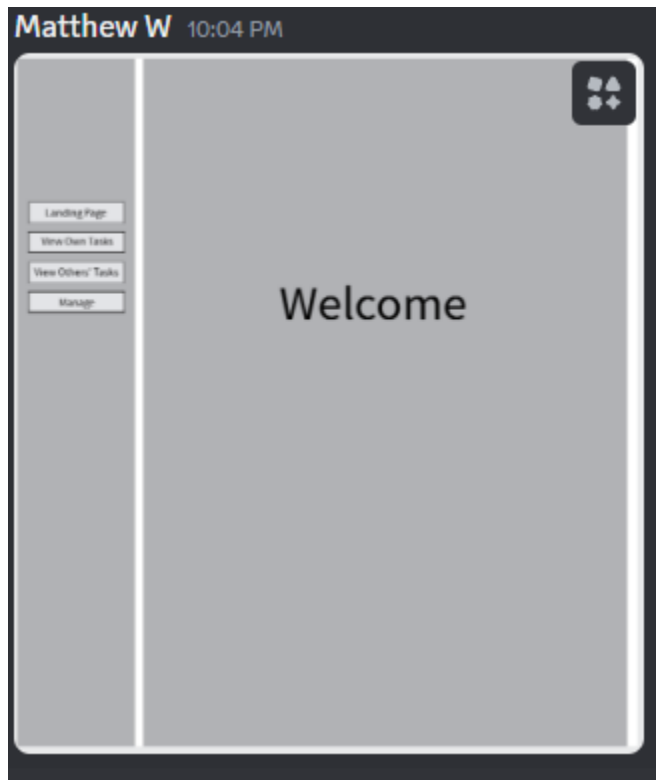 Matthew W 10:04 PM
Landing Page
View Own Tasks
View Others' Tasks
Manage
Welcome